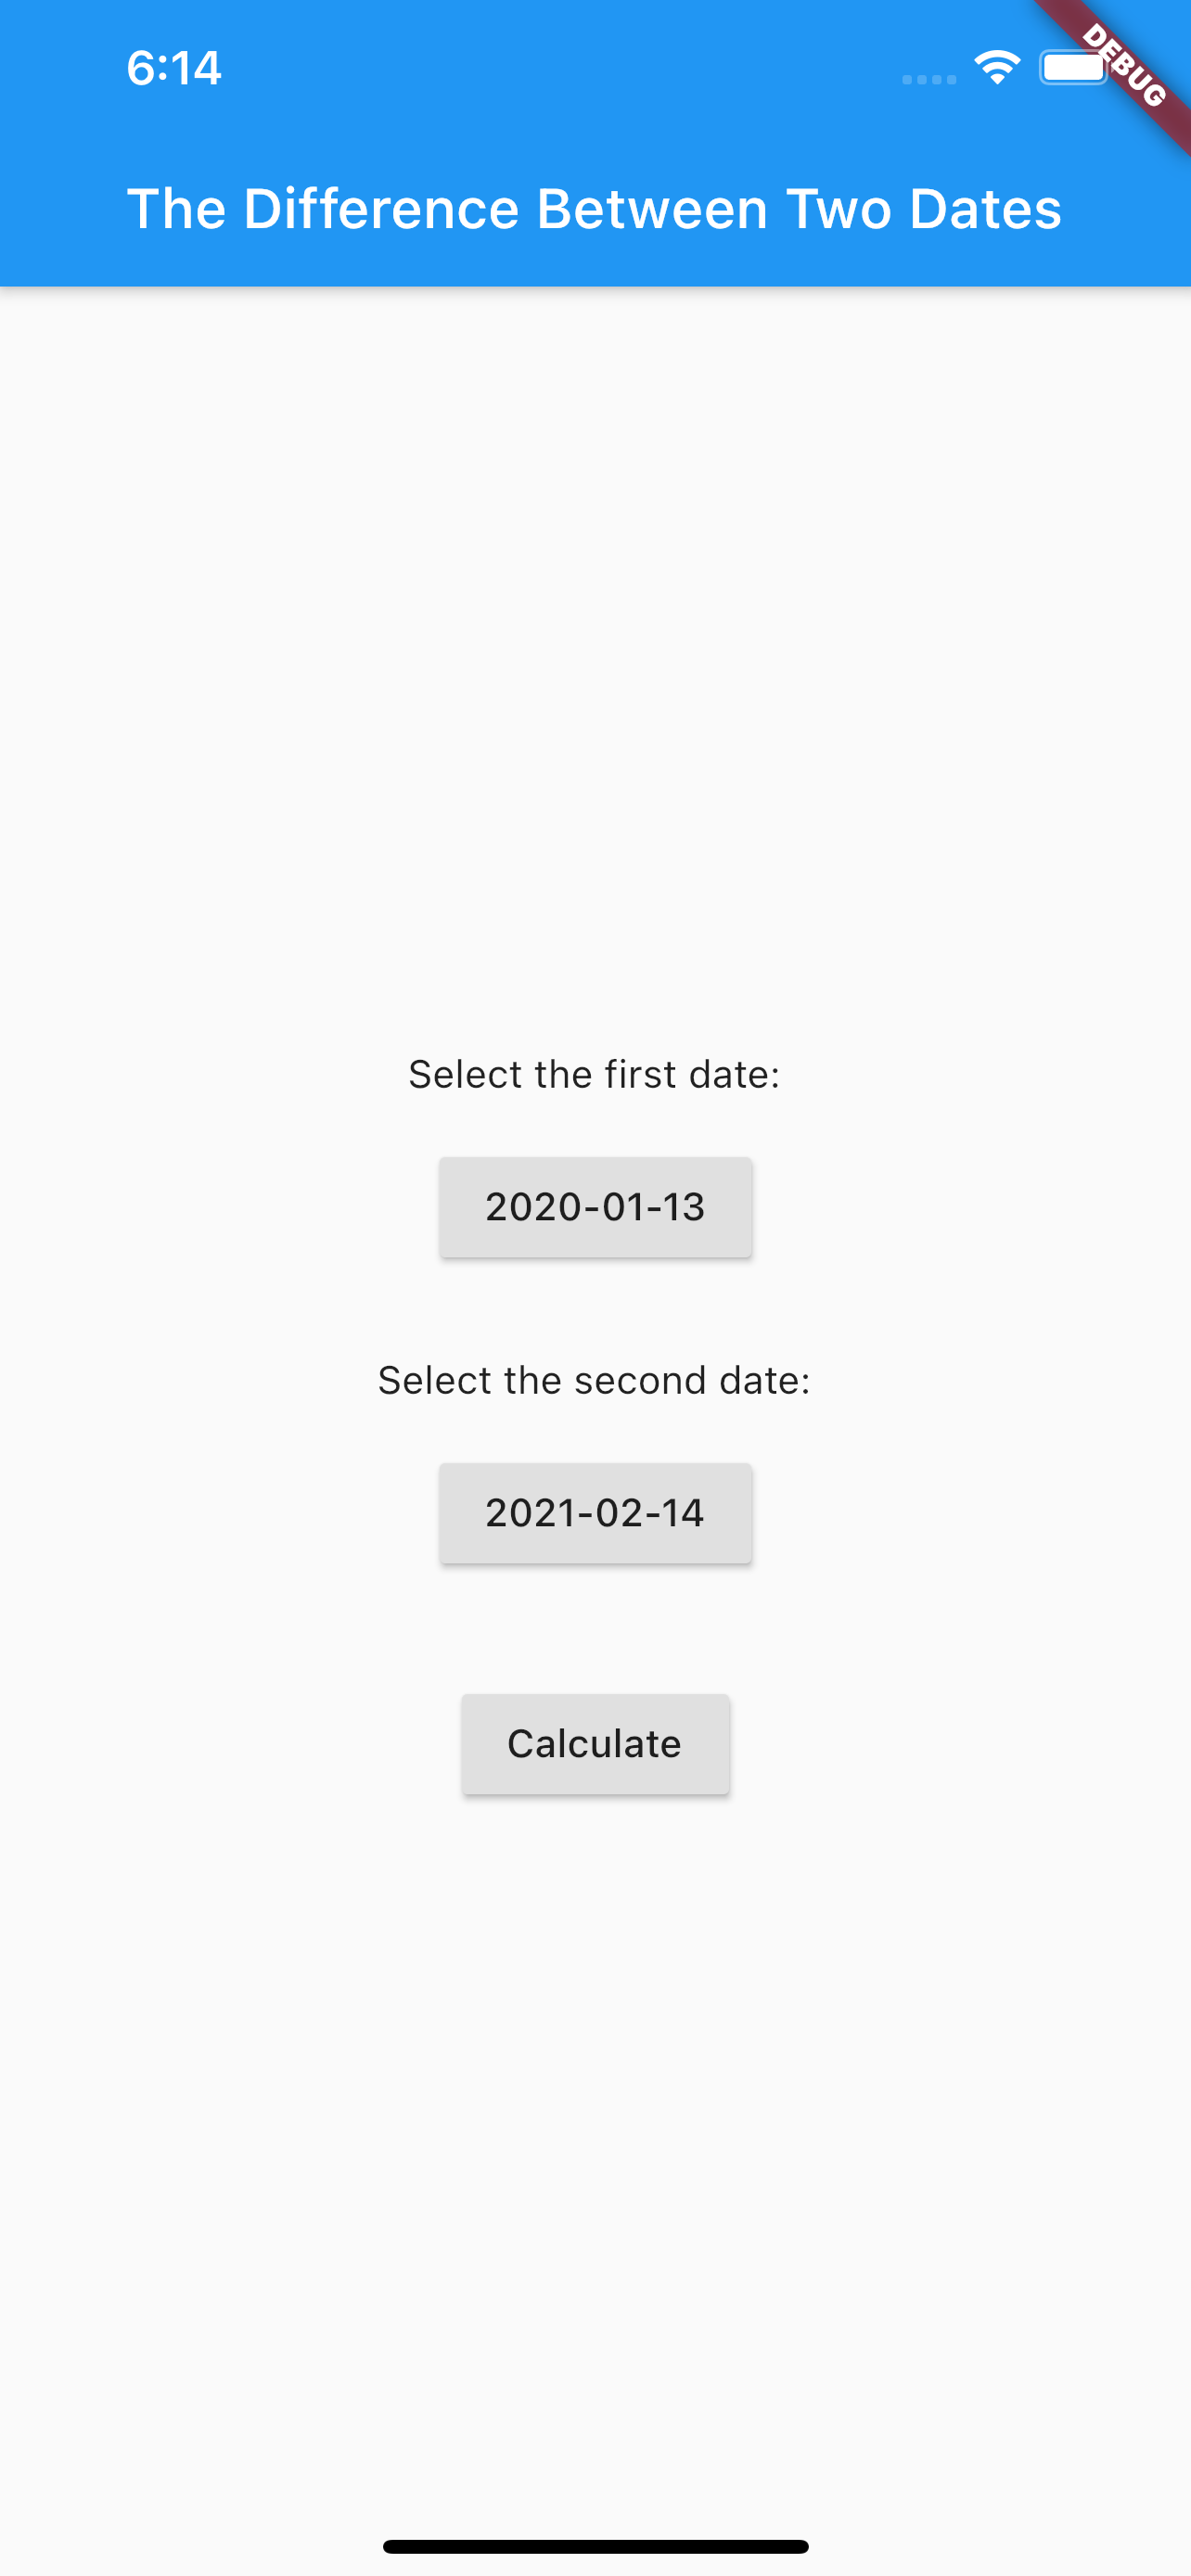 6:14
DEBUG
The Difference Between Two Dates
Select the first date:
2020-01-13
Select the second date:
2021-02-14
Calculate